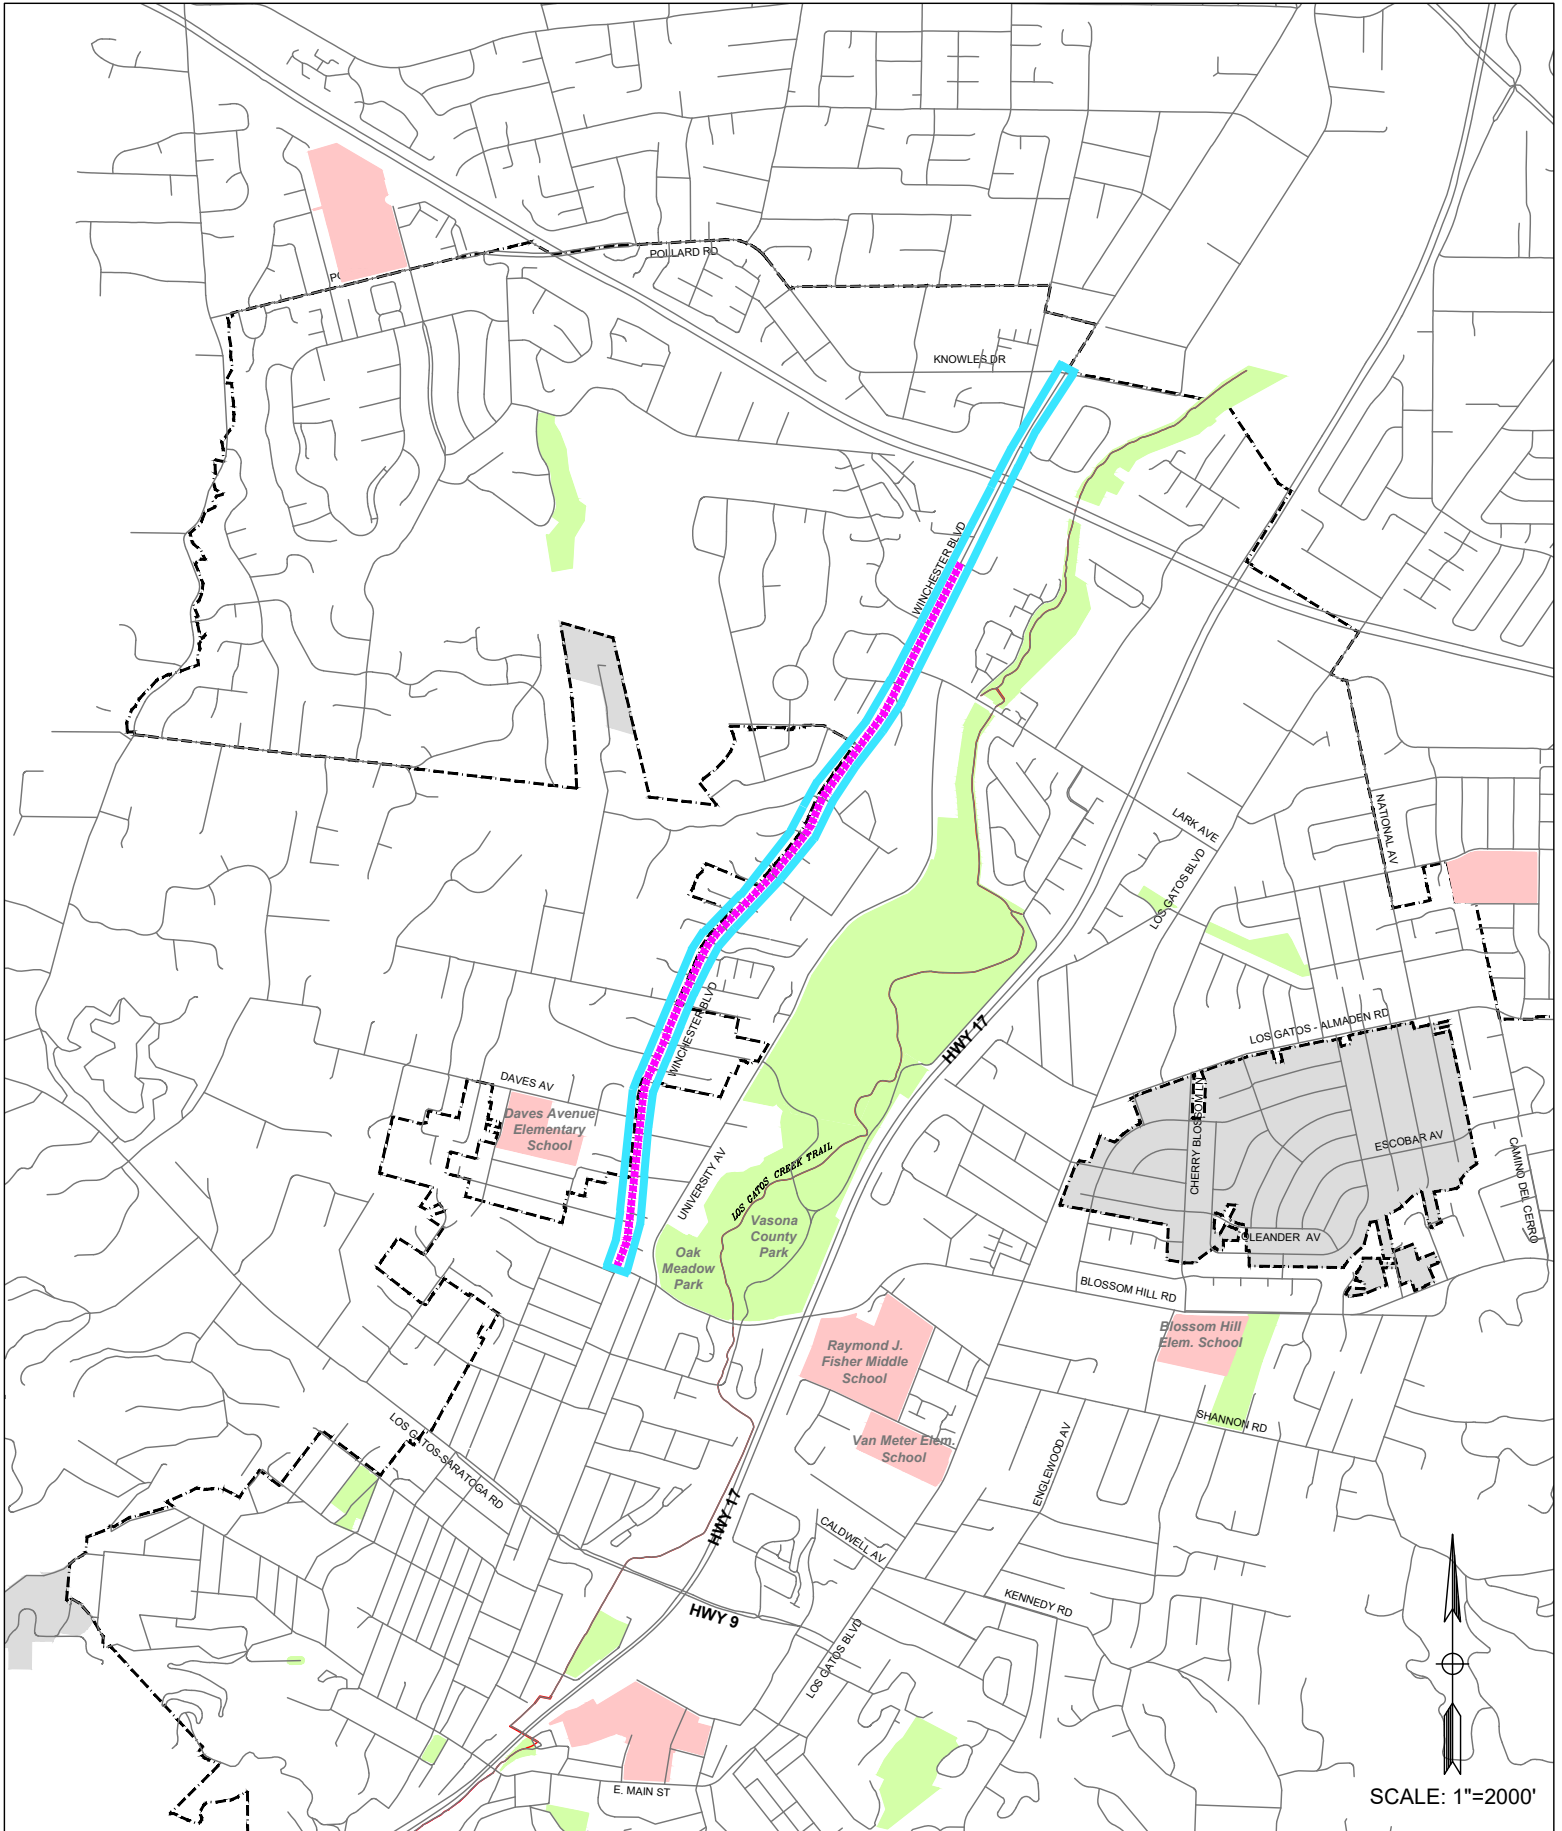 POLLARD RD
KNOWLES DR
WINCHESTER BLVD
LARK AVE
NATIONAL AV
LOS GATOS BLVD
WINCHESTER BLVD
HWY 17
LOS GATOS - ALMADEN RD
DAVES AV
Daves Avenue
Elementary
School
CHERRY BLOSSOM LN
ESCOBAR AV
CAMINO DEL CERRO
LOS GATOS CREEK TRAIL
UNIVERSITY AV
Vasona
County
Park
Oak
Meadow
Park
OLEANDER AV
BLOSSOM HILL RD
Blossom Hill
Elem. School
Raymond J.
Fisher Middle
School
SHANNON RD
LOS GATOS-SARATOGA RD
Van Meter Elem.
School
ENGLEWOOD AV
HWY 17
CALDWELL AV
KENNEDY RD
HWY 9
LOS GATOS BLVD
E. MAIN ST
SCALE: 1"=2000'